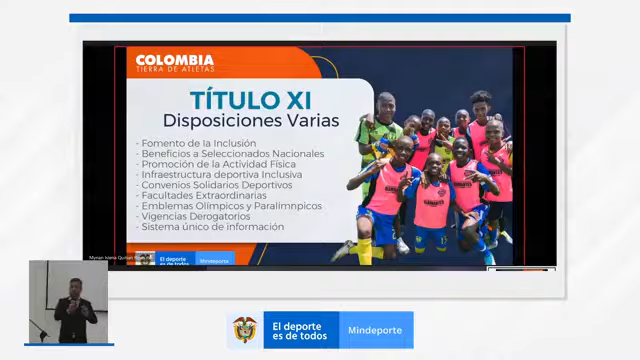 COLOMBIA
TIERRA DE ATLETAS
TÍTULO XI
Disposiciones Varias
- Fomento de la Inclusión
- Beneficios a Seleccionados Nacionales
- Promoción de la Actividad Física
- Infraestructura deportiva Inclusiva
- Convenios Solidarios Deportivos
- Facultades Extraordinarias
- Emblemas Olímpicos y Paralímnpicos
- Vigencias Derogatorios
- Sistema único de información
El deporte
es de todos
Mindeporte
El deporte
es de todos
Mindeporte